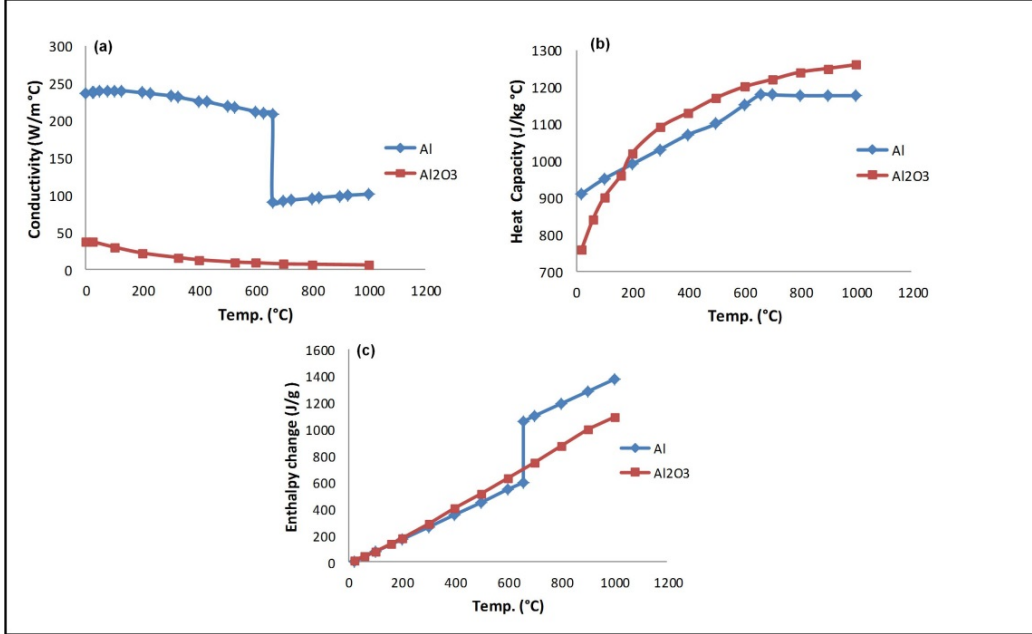 (a)
300
250
200
150
100
50
0
0 200 400 600 800 1000 1200
Conductivity (W/m °C)
Temp. (°C)
Al
Al2O3
(b)
1300
1200
1100
1000
900
800
700
0 200 400 600 800 1000 1200
Heat Capacity (J/kg °C)
Temp. (°C)
Al
Al2O3
(c)
1600
1400
1200
1000
800
600
400
200
0
0 200 400 600 800 1000 1200
Enthalpy change (J/g )
Temp. (°C)
Al
Al2O3